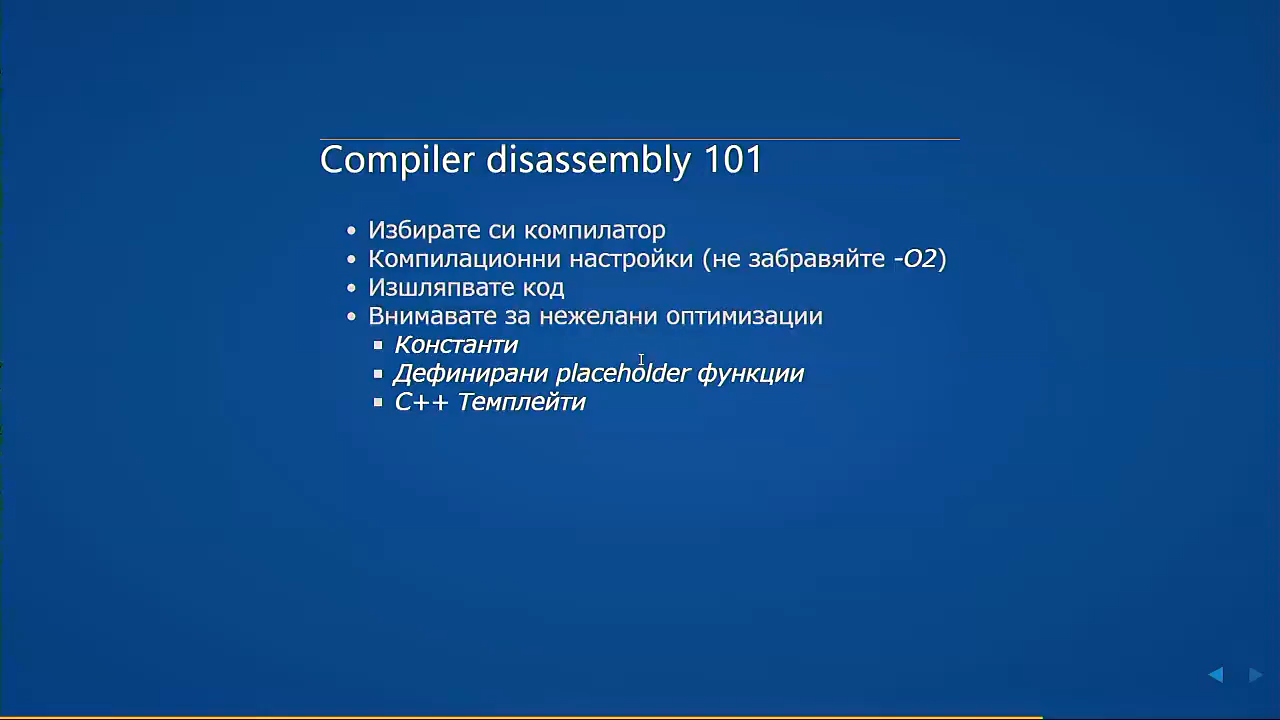 Compiler disassembly 101
Избирате си компилатор
Компилационни настройки (не забравяйте -O2)
Изшляпвате код
Внимавате за нежелани оптимизации
Константи
Дефинирани placeholder функции
C++ Темплейти